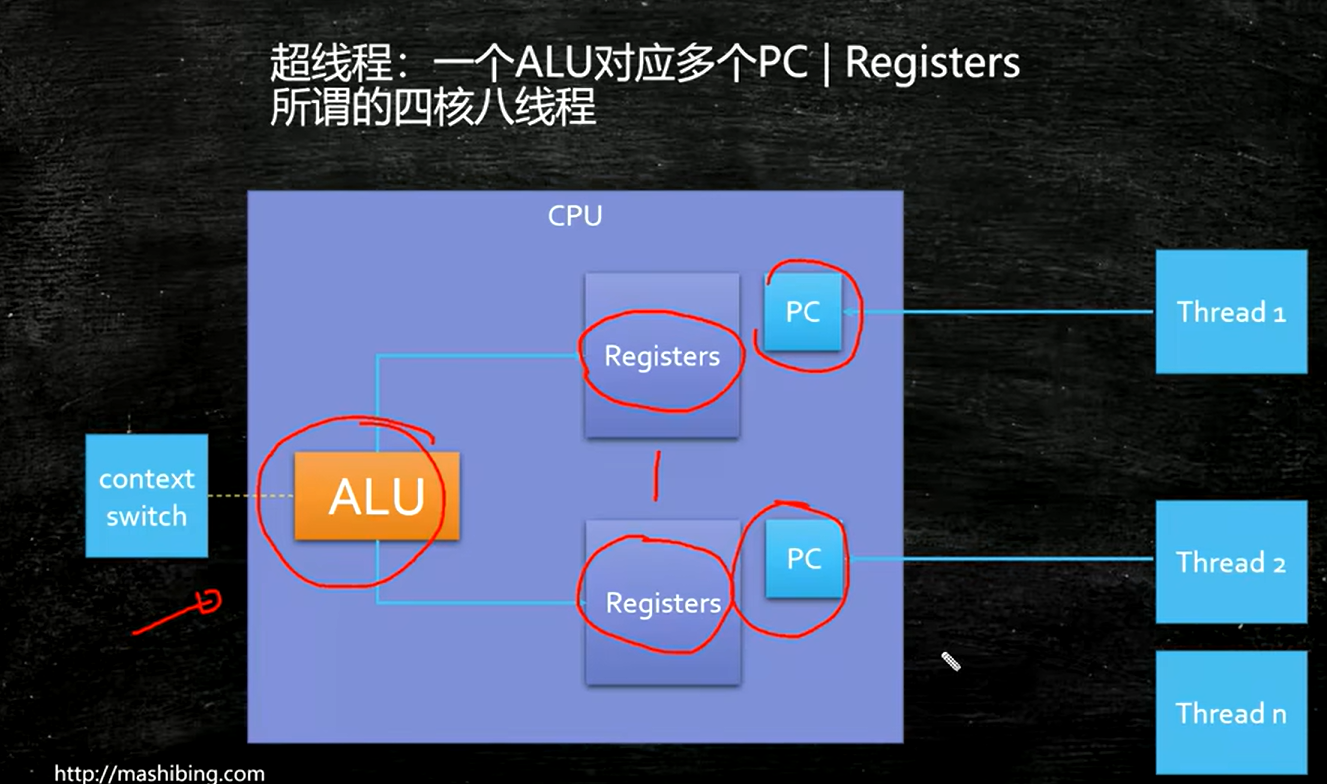 超线程：一个ALU对应多个PC | Registers
所谓的四核八线程
CPU
Registers
PC
Thread 1
context
switch
ALU
Registers
PC
Thread 2
Thread n
http://mashibing.com